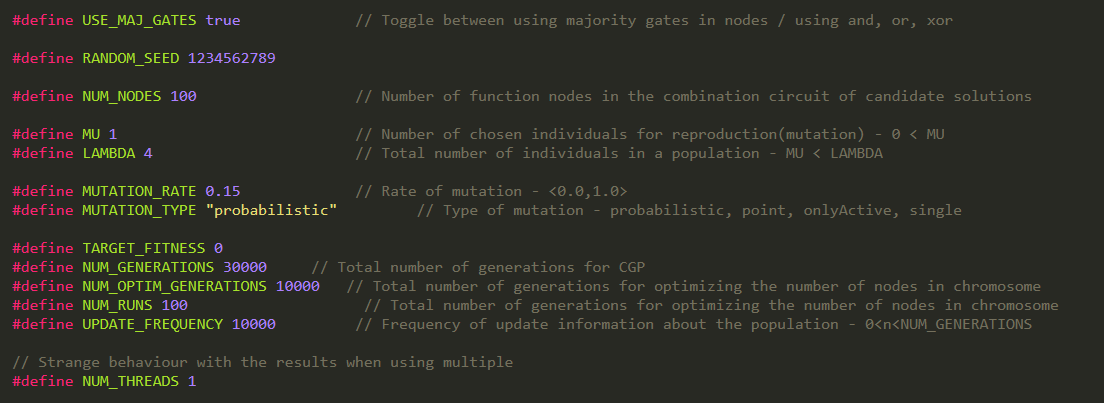 #define USE_MAJ_GATES true // Toggle between using majority gates in nodes / using and, or, xor
#define RANDOM_SEED 1234562789
#define NUM_NODES 100 // Number of function nodes in the combination circuit of candidate solutions
#define MU 1 // Number of chosen individuals for reproduction(mutation) - 0 < MU
#define LAMBDA 4 // Total number of individuals in a population - MU < LAMBDA
#define MUTATION_RATE 0.15 // Rate of mutation - <0.0,1.0>
#define MUTATION_TYPE "probabilistic" // Type of mutation - probabilistic, point, onlyActive, single
#define TARGET_FITNESS 0
#define NUM_GENERATIONS 30000 // Total number of generations for CGP
#define NUM_OPTIM_GENERATIONS 10000 // Total number of generations for optimizing the number of nodes in chromosome
#define NUM_RUNS 100 // Total number of generations for optimizing the number of nodes in chromosome
#define UPDATE_FREQUENCY 10000 // Frequency of update information about the population - 0<n<NUM_GENERATIONS
// Strange behaviour with the results when using multiple
#define NUM_THREADS 1